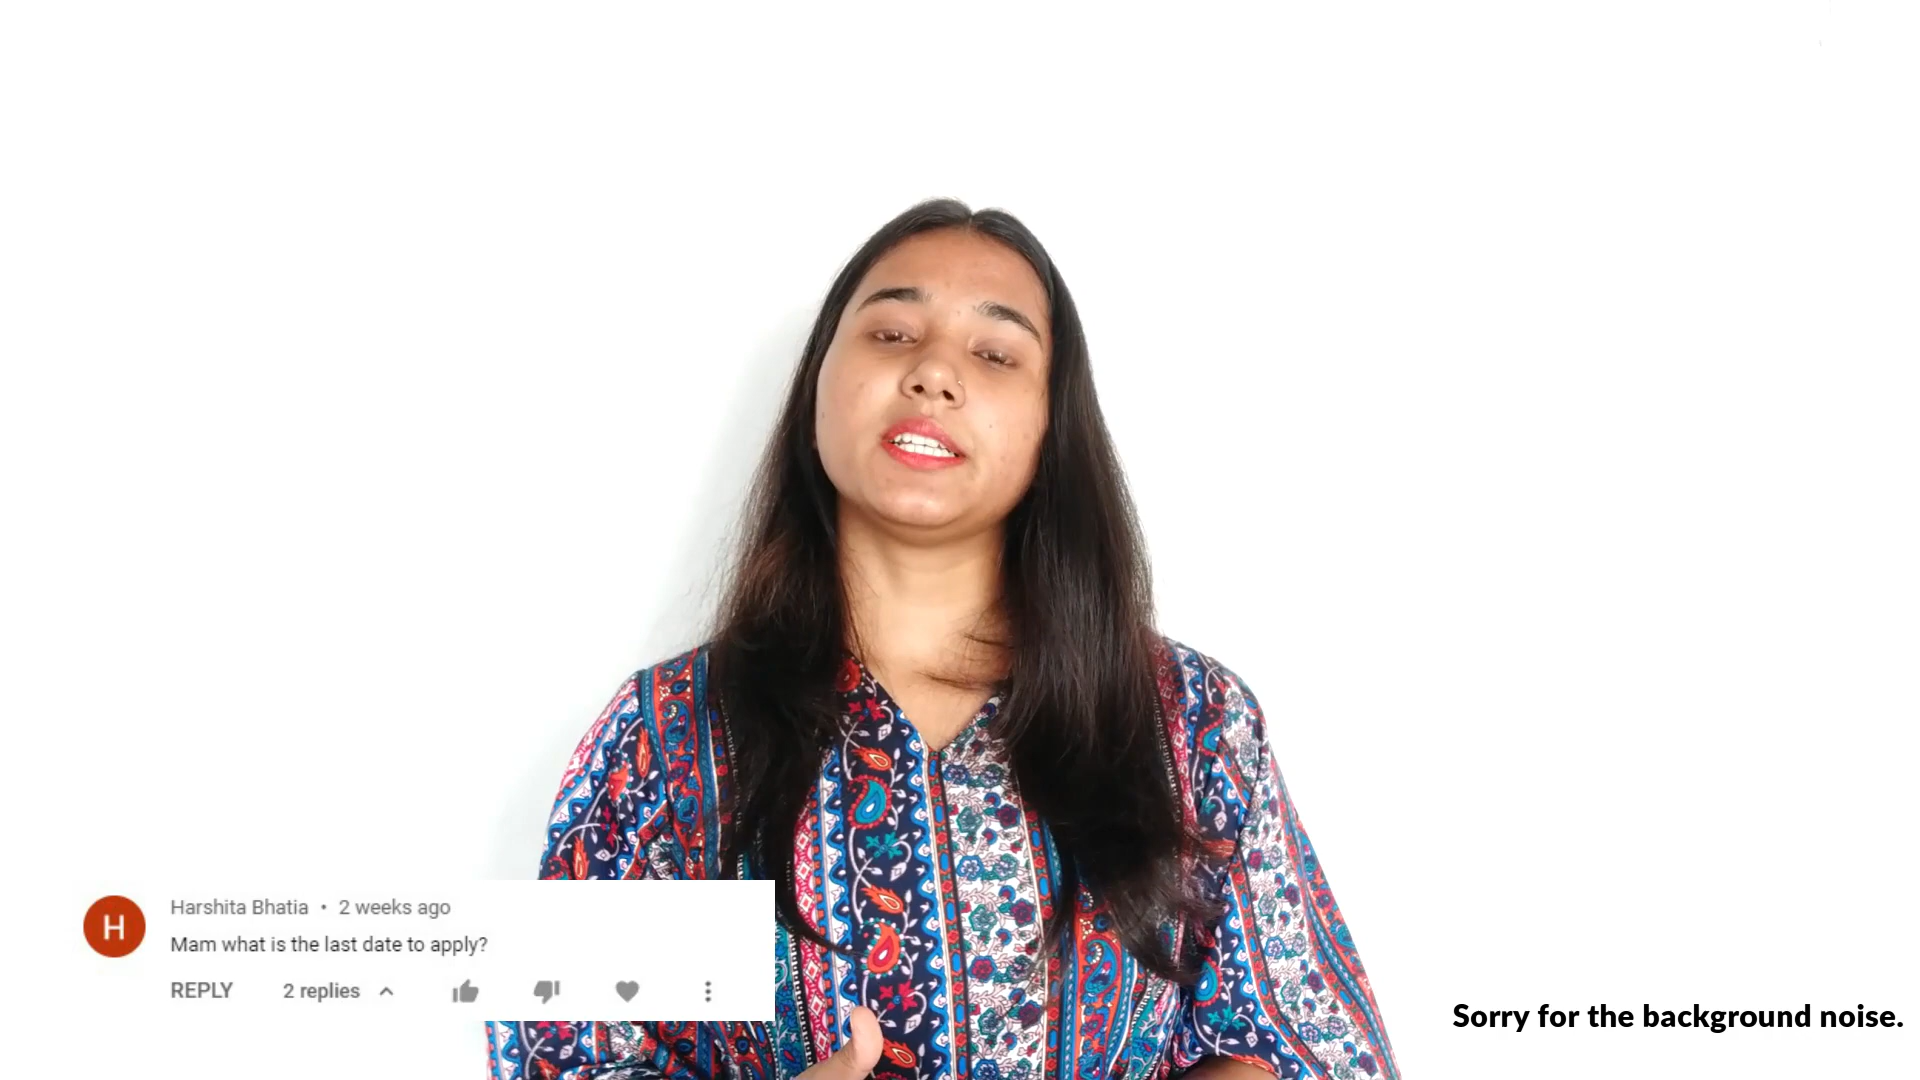 H
Harshita Bhatia • 2 weeks ago
Mam what is the last date to apply?
REPLY 2 replies
Sorry for the background noise.